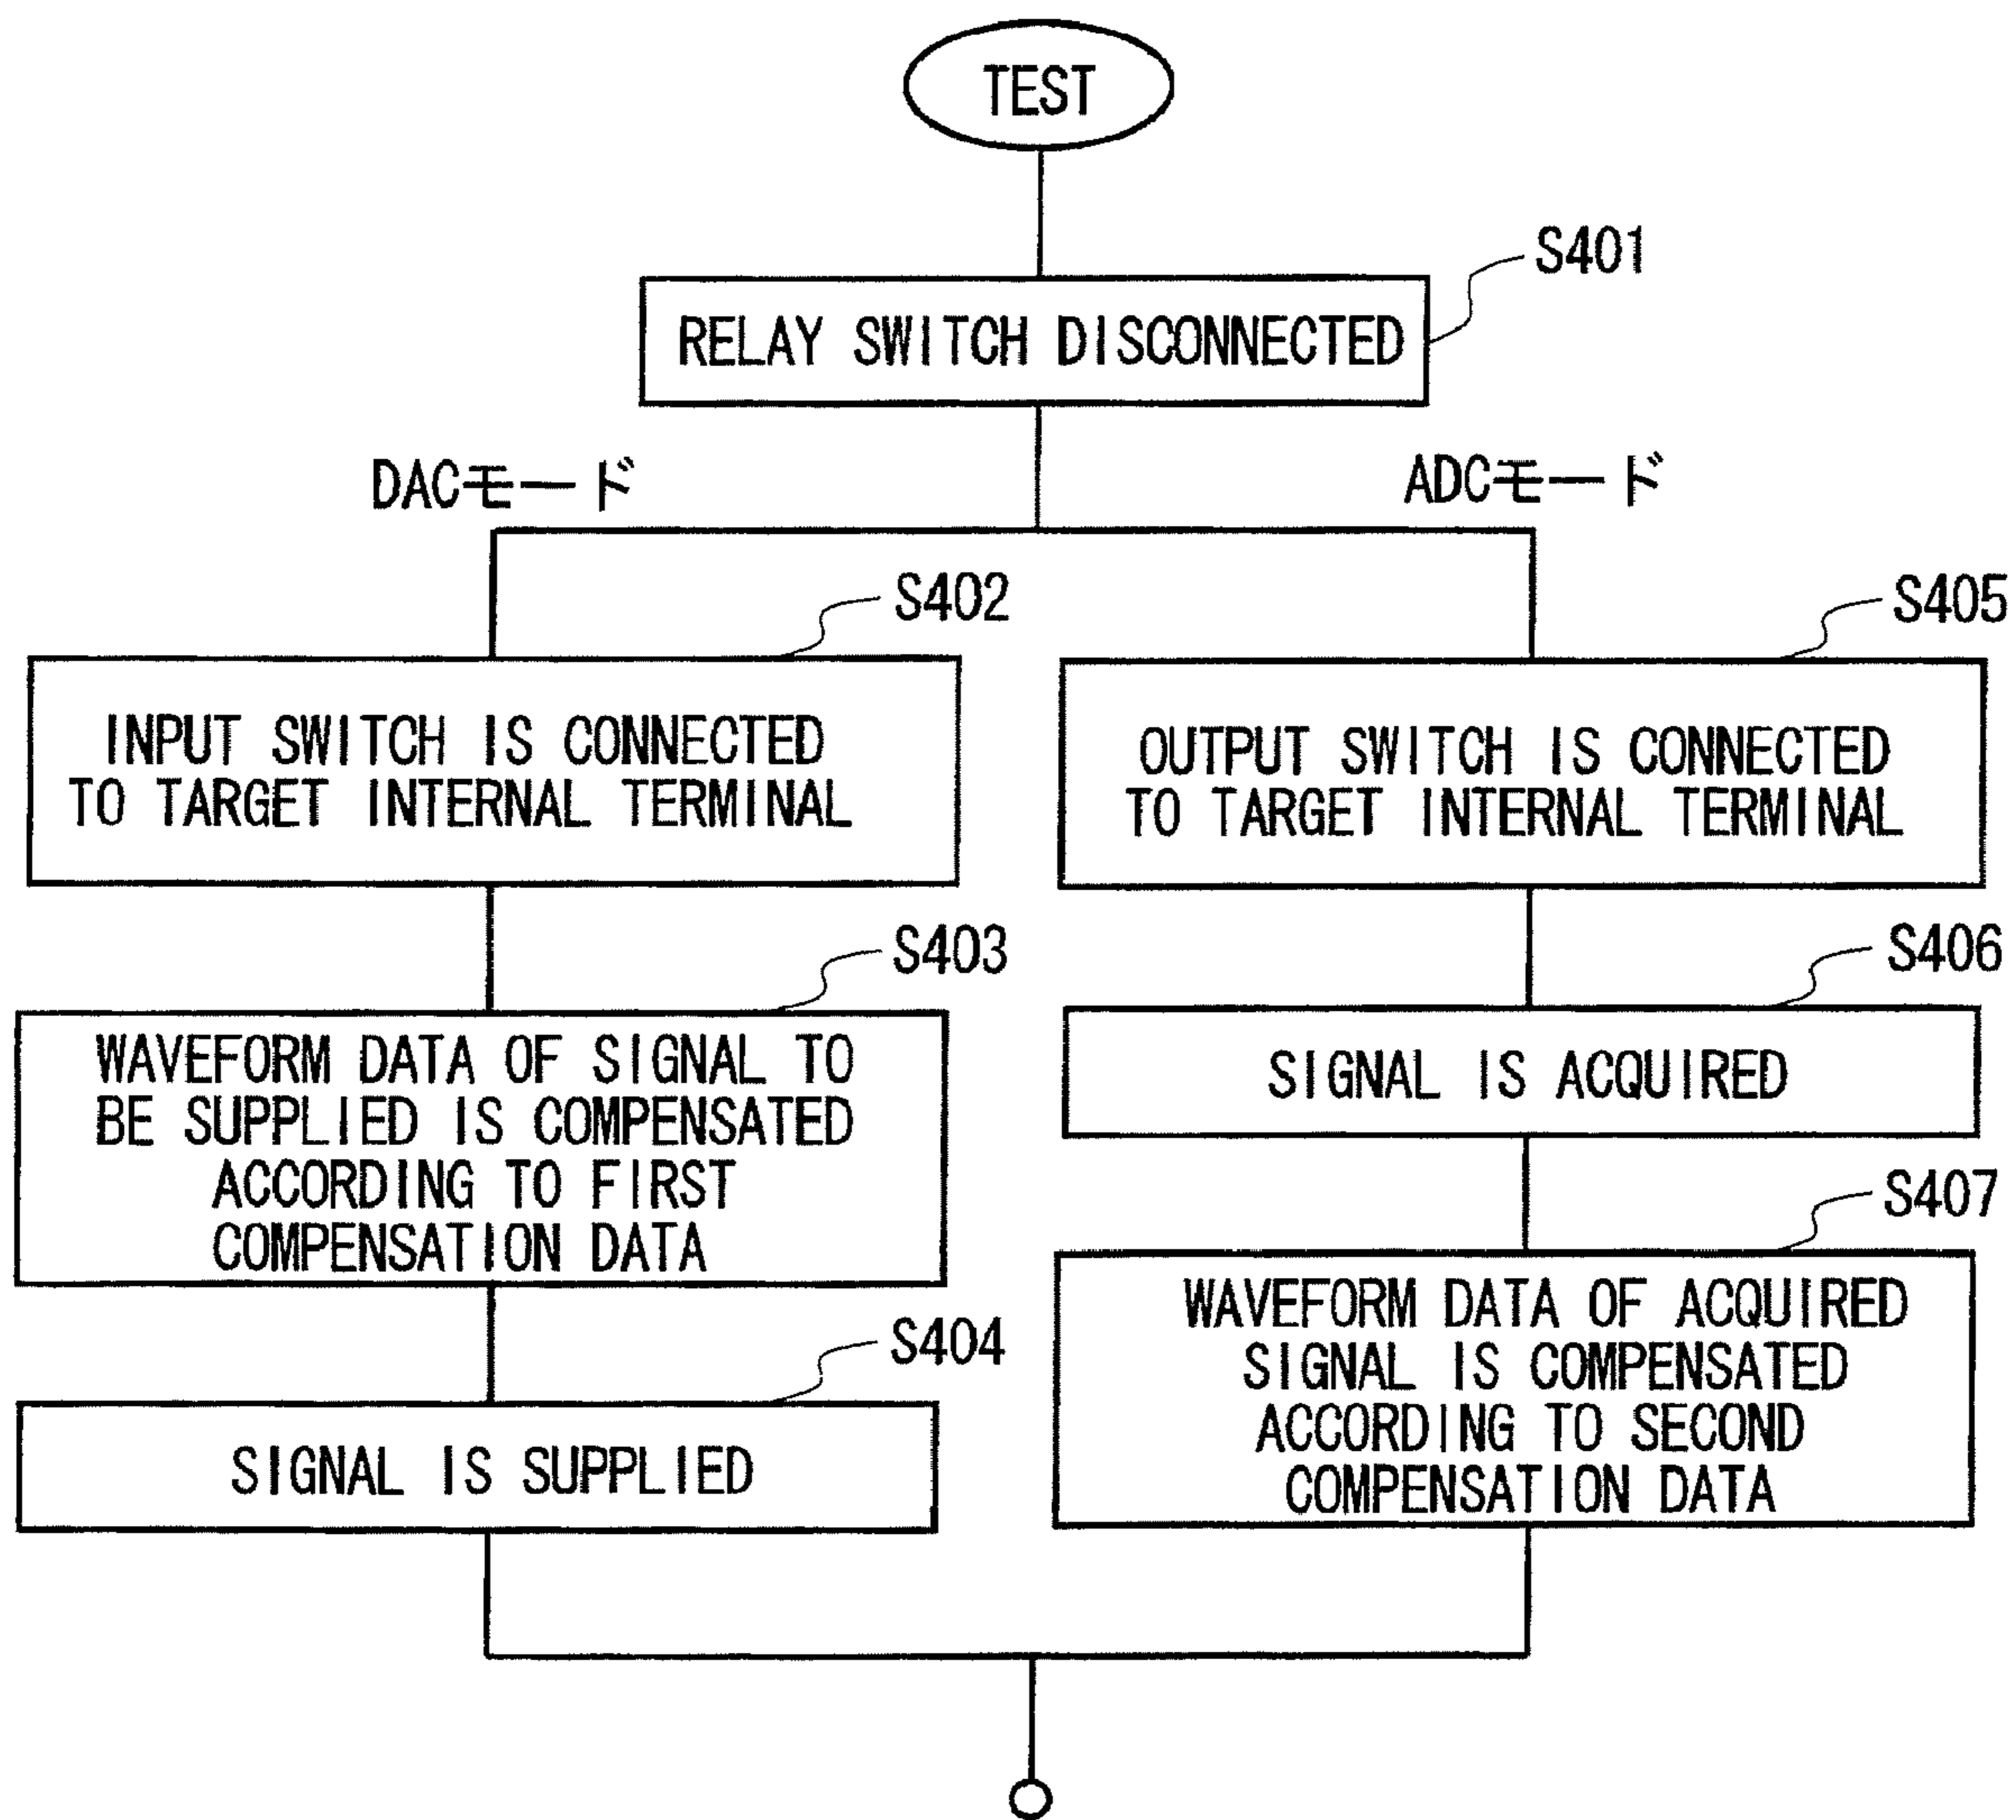 TEST
S401
RELAY SWITCH DISCONNECTED
DACモード
ADCモード
S402
INPUT SWITCH IS CONNECTED
TO TARGET INTERNAL TERMINAL
S403
WAVEFORM DATA OF SIGNAL TO
BE SUPPLIED IS COMPENSATED
ACCORDING TO FIRST
COMPENSATION DATA
S404
SIGNAL IS SUPPLIED
S405
OUTPUT SWITCH IS CONNECTED
TO TARGET INTERNAL TERMINAL
S406
SIGNAL IS ACQUIRED
S407
WAVEFORM DATA OF ACQUIRED
SIGNAL IS COMPENSATED
ACCORDING TO SECOND
COMPENSATION DATA